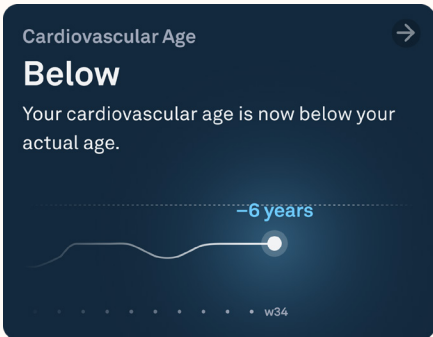 Cardiovascular Age
Below
Your cardiovascular age is now below your
actual age.
–6 years
w34